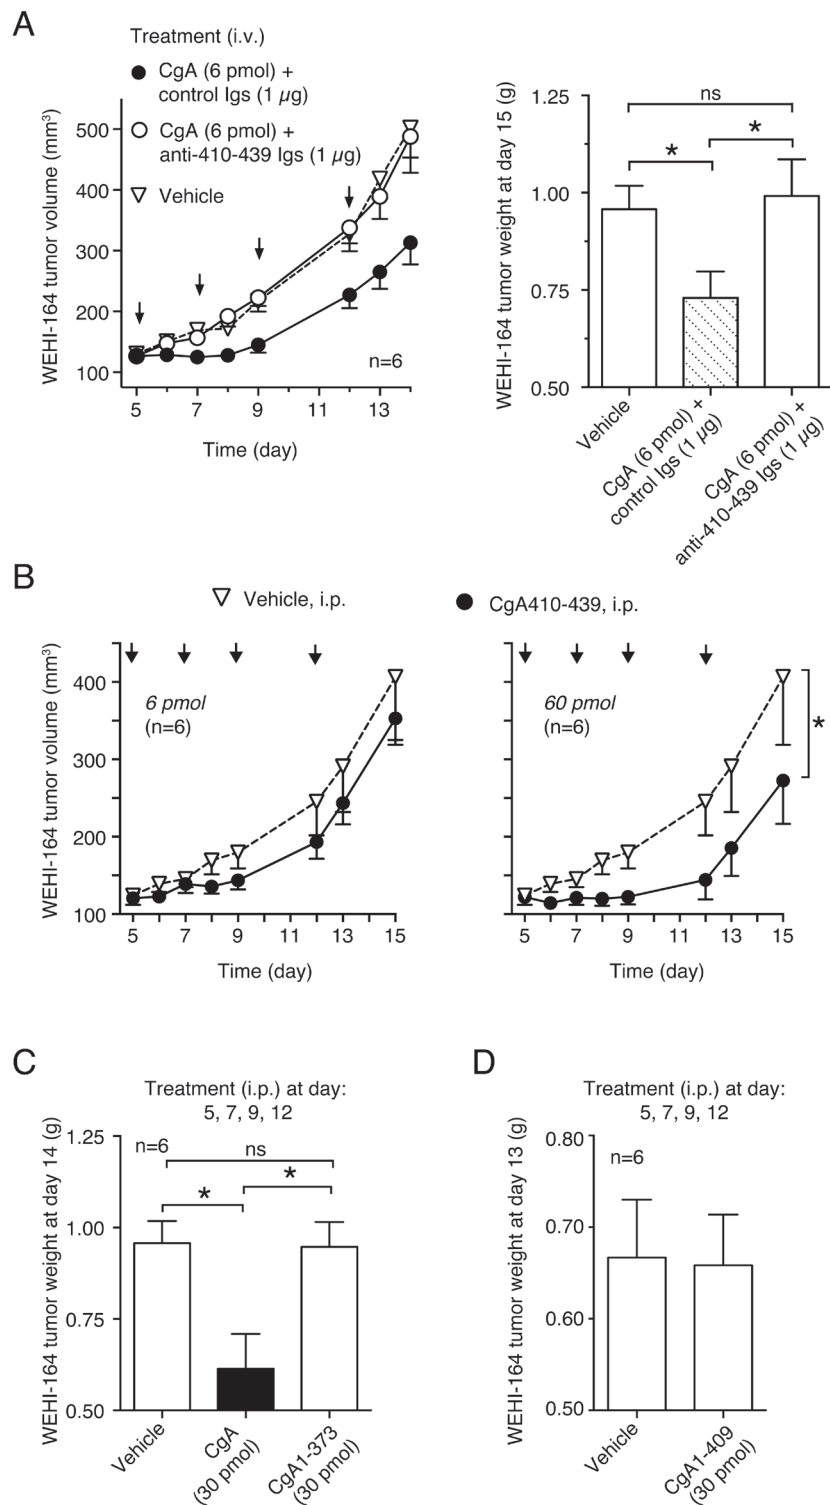 A
Treatment (i.v.)
CgA (6 pmol) +
control Igs (1 µg)
CgA (6 pmol) +
anti-410-439 Igs (1 µg)
Vehicle
WEHI-164 tumor volume (mm³)
500
400
300
200
100
n=6
5 7 9 11 13
Time (day)
WEHI-164 tumor weight at day 15 (g)
1.25
1.00
0.75
0.50
ns
*
*
Vehicle
CgA (6 pmol) +
control Igs (1 µg)
CgA (6 pmol) +
anti-410-439 Igs (1 µg)
B
Vehicle, i.p.
CgA410-439, i.p.
WEHI-164 tumor volume (mm³)
400
300
200
100
6 pmol
(n=6)
5 7 9 11 13 15
Time (day)
60 pmol
(n=6)
*
5 7 9 11 13 15
Time (day)
C
Treatment (i.p.) at day:
5, 7, 9, 12
WEHI-164 tumor weight at day 14 (g)
1.25
1.00
0.75
0.50
n=6
ns
*
*
Vehicle
CgA
(30 pmol)
CgA1-373
(30 pmol)
D
Treatment (i.p.) at day:
5, 7, 9, 12
WEHI-164 tumor weight at day 13 (g)
0.80
0.70
0.60
0.50
n=6
Vehicle
CgA1-409
(30 pmol)